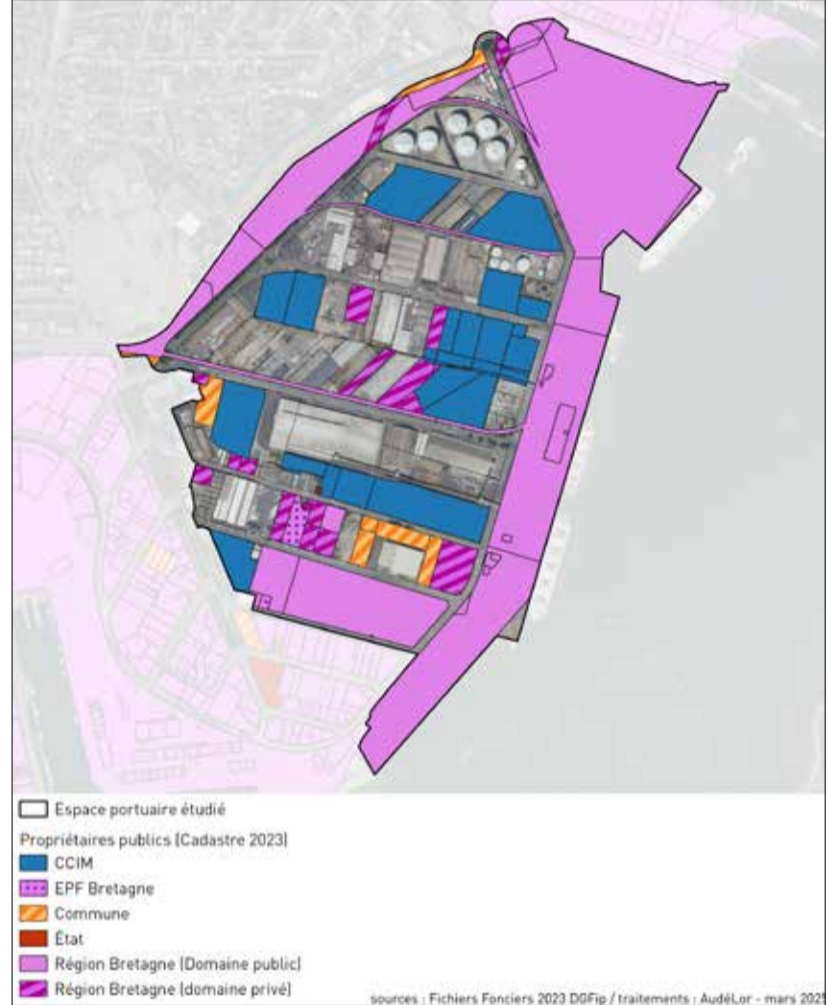 Espace portuaire étudié
Propriétaires publics (Cadastre 2023)
CCIM
EPF Bretagne
Commune
État
Région Bretagne (Domaine public)
Région Bretagne (domaine privé)
sources : Fichiers Fonciers 2023 DGFip / traitements : AudéLor - mars